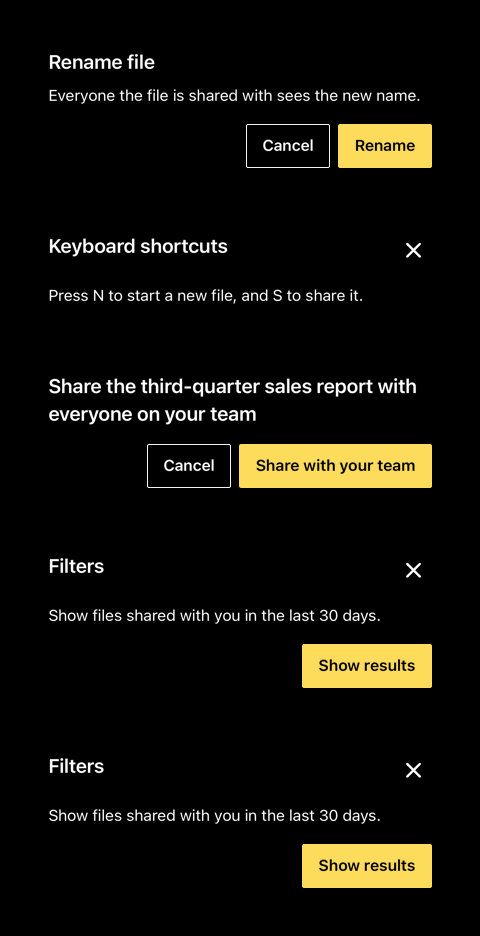 Rename file
Everyone the file is shared with sees the new name.
Cancel
Rename
Keyboard shortcuts
Press N to start a new file, and S to share it.
Share the third-quarter sales report with
everyone on your team
Cancel
Share with your team
Filters
Show files shared with you in the last 30 days.
Show results
Filters
Show files shared with you in the last 30 days.
Show results